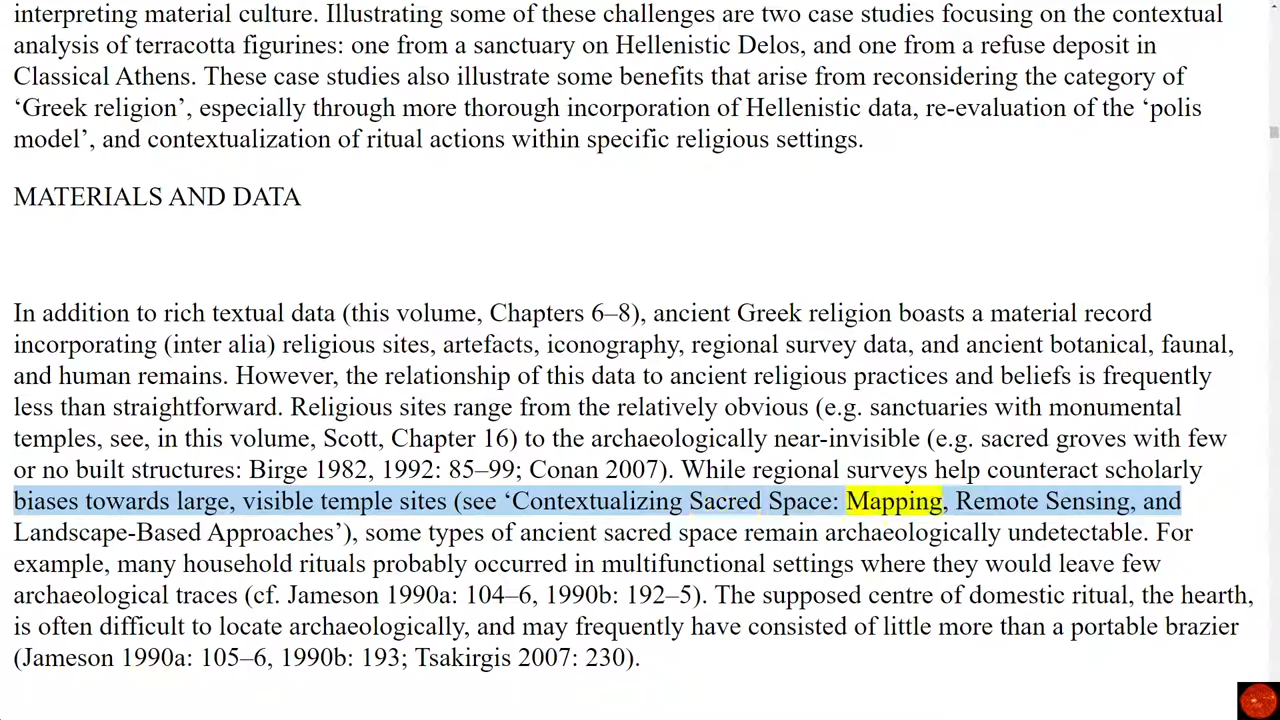 interpreting material culture. Illustrating some of these challenges are two case studies focusing on the contextual
analysis of terracotta figurines: one from a sanctuary on Hellenistic Delos, and one from a refuse deposit in
Classical Athens. These case studies also illustrate some benefits that arise from reconsidering the category of
‘Greek religion’, especially through more thorough incorporation of Hellenistic data, re-evaluation of the ‘polis
model’, and contextualization of ritual actions within specific religious settings.
MATERIALS AND DATA
In addition to rich textual data (this volume, Chapters 6–8), ancient Greek religion boasts a material record
incorporating (inter alia) religious sites, artefacts, iconography, regional survey data, and ancient botanical, faunal,
and human remains. However, the relationship of this data to ancient religious practices and beliefs is frequently
less than straightforward. Religious sites range from the relatively obvious (e.g. sanctuaries with monumental
temples, see, in this volume, Scott, Chapter 16) to the archaeologically near-invisible (e.g. sacred groves with few
or no built structures: Birge 1982, 1992: 85–99; Conan 2007). While regional surveys help counteract scholarly
biases towards large, visible temple sites (see ‘Contextualizing Sacred Space: Mapping, Remote Sensing, and
Landscape-Based Approaches’), some types of ancient sacred space remain archaeologically undetectable. For
example, many household rituals probably occurred in multifunctional settings where they would leave few
archaeological traces (cf. Jameson 1990a: 104–6, 1990b: 192–5). The supposed centre of domestic ritual, the hearth,
is often difficult to locate archaeologically, and may frequently have consisted of little more than a portable brazier
(Jameson 1990a: 105–6, 1990b: 193; Tsakirgis 2007: 230).